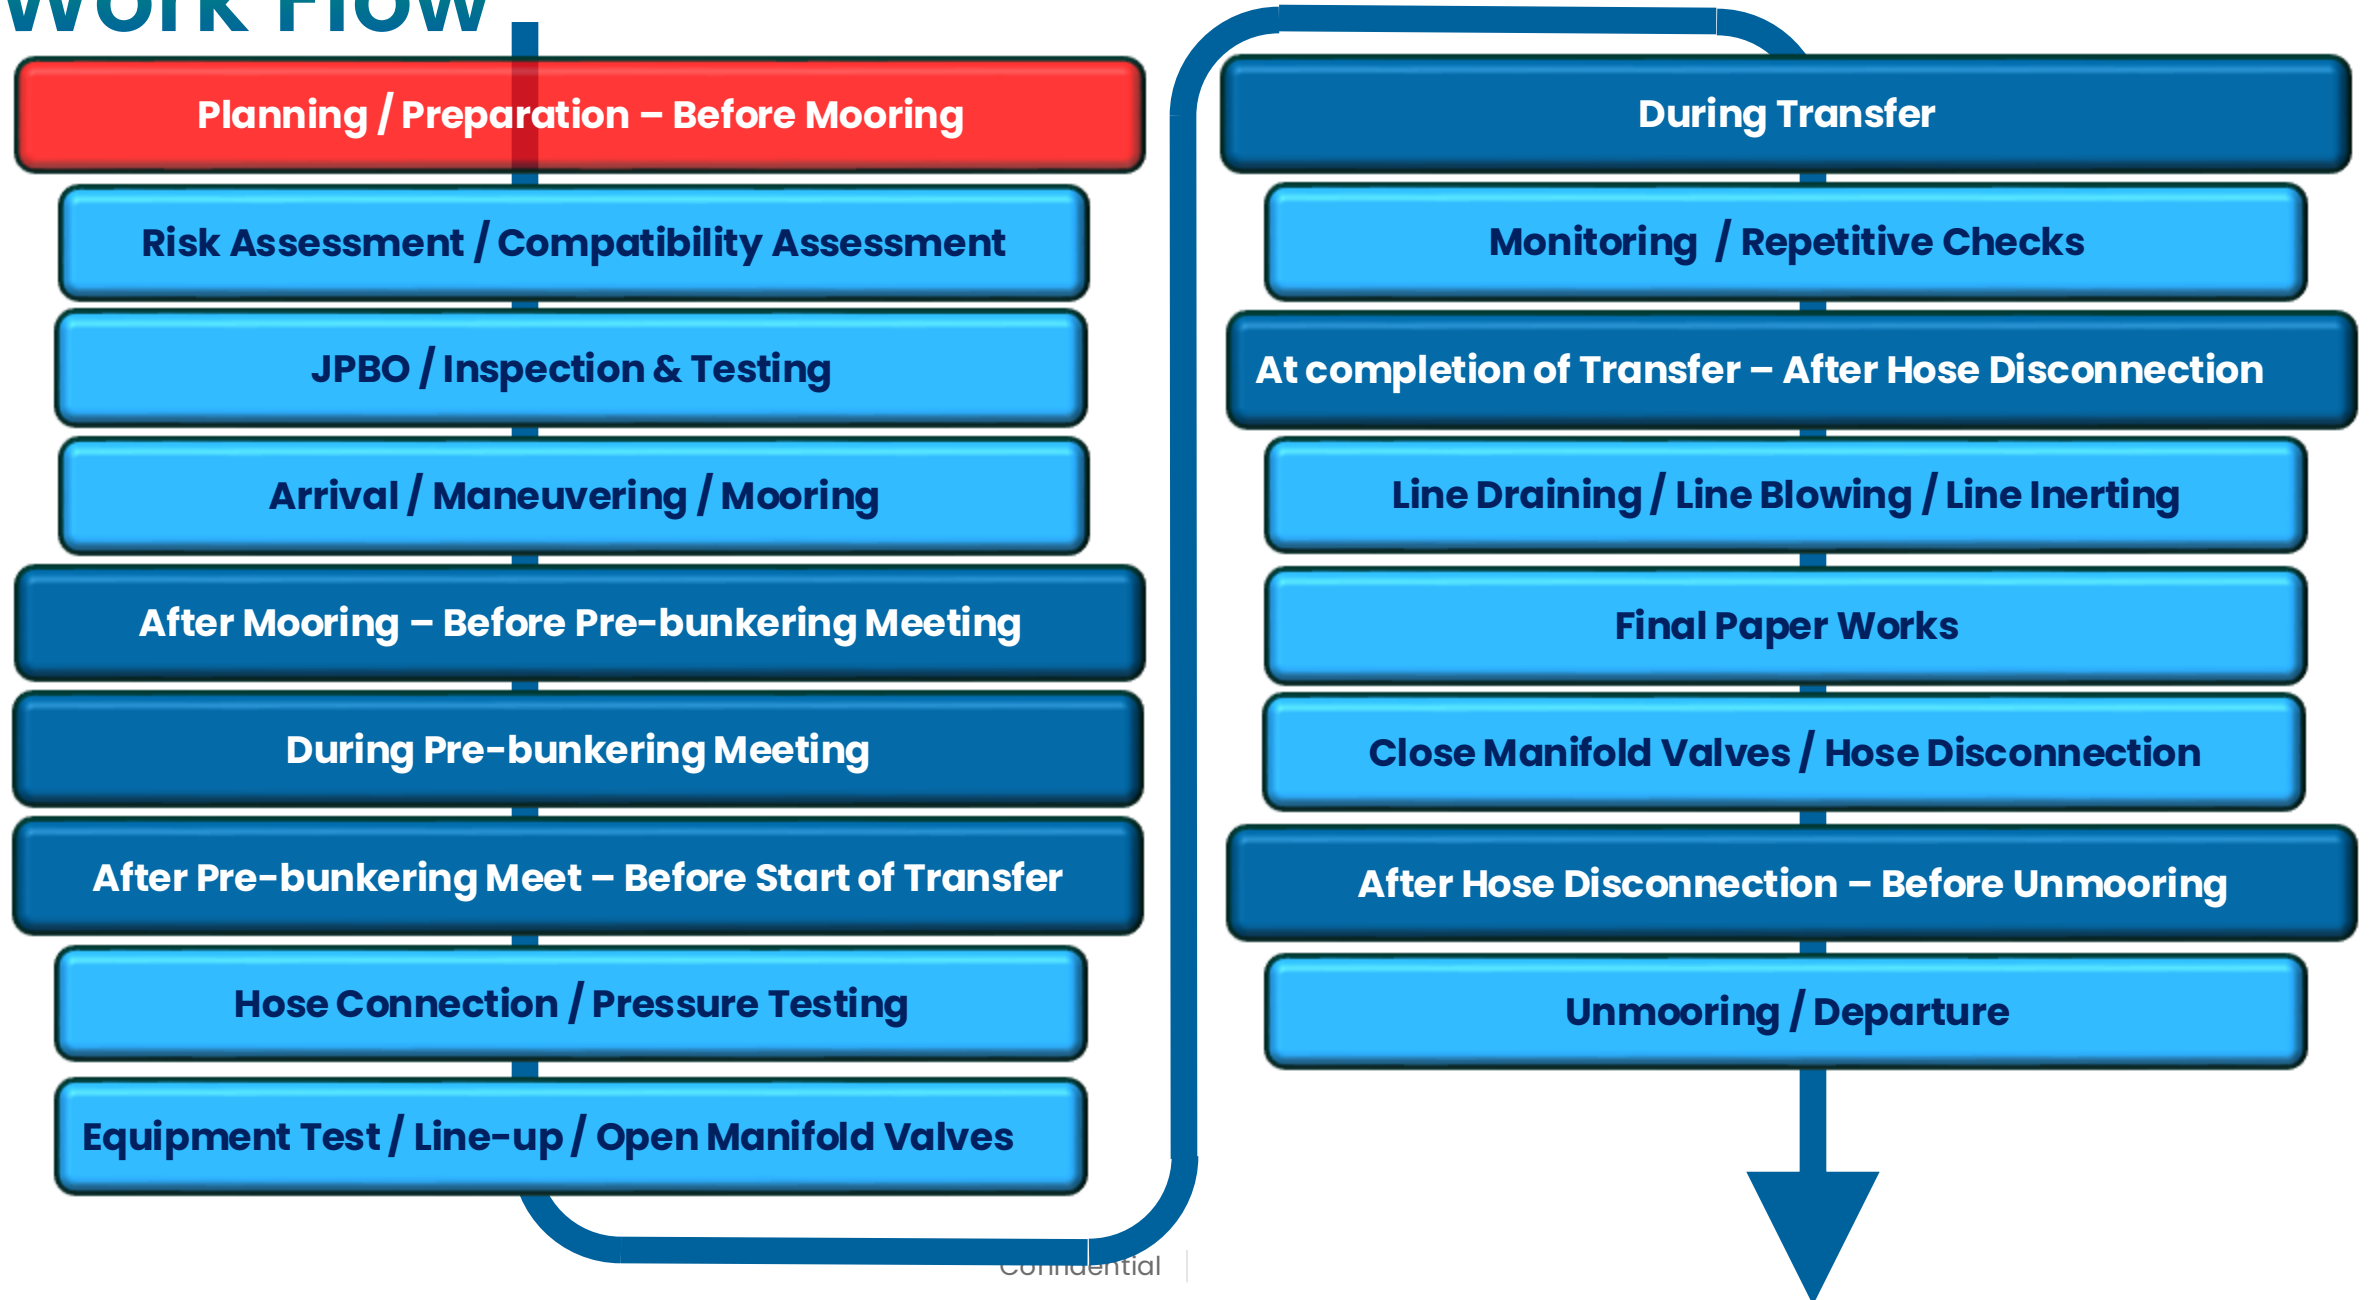 Work Flow
Planning / Preparation – Before Mooring
Risk Assessment / Compatibility Assessment
JPBO / Inspection & Testing
Arrival / Maneuvering / Mooring
After Mooring – Before Pre-bunkering Meeting
During Pre-bunkering Meeting
After Pre-bunkering Meet – Before Start of Transfer
Hose Connection / Pressure Testing
Equipment Test / Line-up / Open Manifold Valves
During Transfer
Monitoring / Repetitive Checks
At completion of Transfer – After Hose Disconnection
Line Draining / Line Blowing / Line Inerting
Final Paper Works
Close Manifold Valves / Hose Disconnection
After Hose Disconnection – Before Unmooring
Unmooring / Departure
Confidential